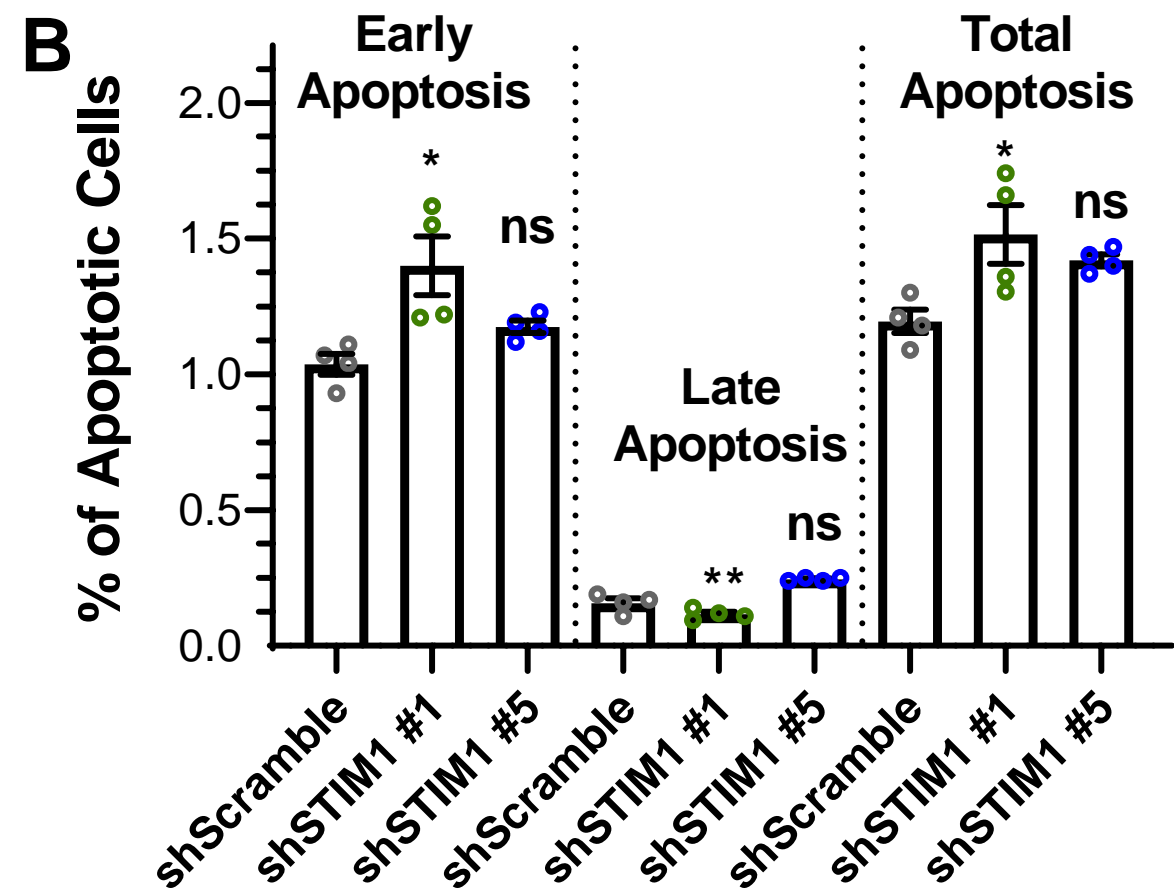 B
Early
Apoptosis
Total
Apoptosis
Late
Apoptosis
% of Apoptotic Cells
2.0
1.5
1.0
0.5
0.0
*
ns
**
ns
*
ns
shScramble
shSTIM1 #1
shSTIM1 #5
shScramble
shSTIM1 #1
shSTIM1 #5
shScramble
shSTIM1 #1
shSTIM1 #5